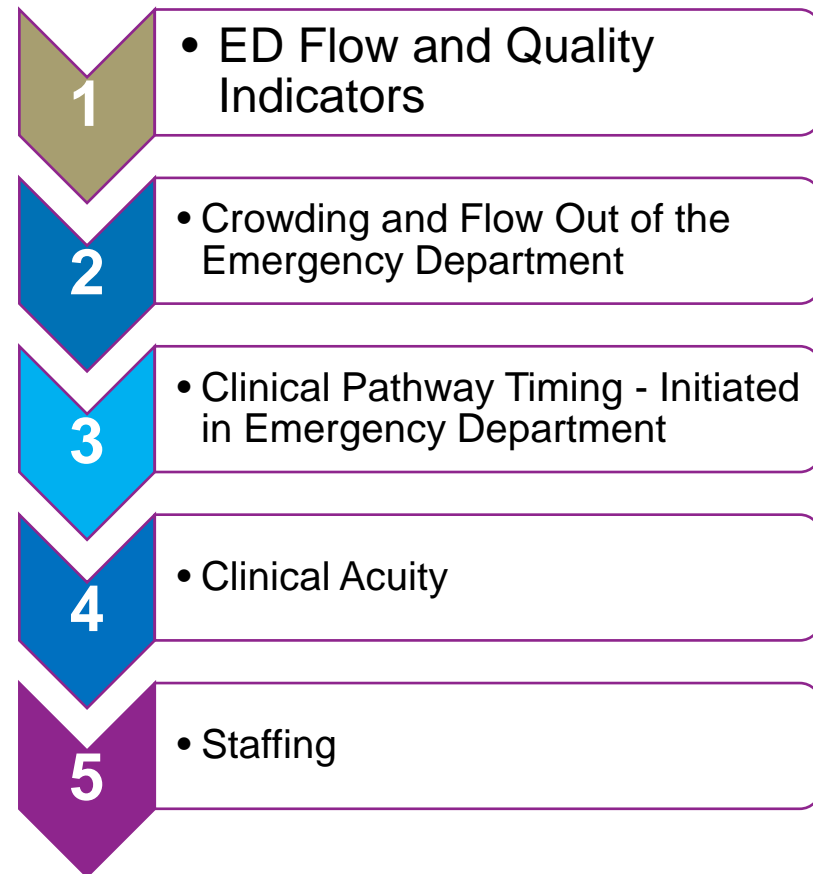 1
• ED Flow and Quality
Indicators
2
• Crowding and Flow Out of the
Emergency Department
3
• Clinical Pathway Timing - Initiated
in Emergency Department
4
• Clinical Acuity
5
• Staffing